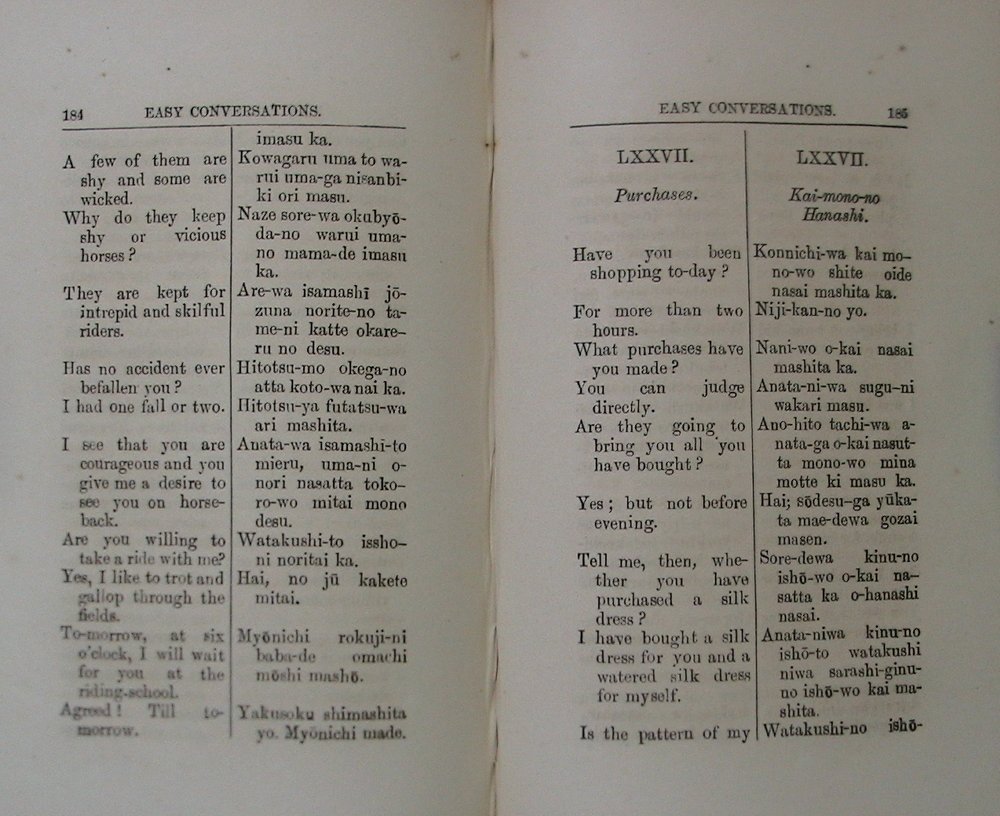 184 EASY CONVERSATIONS.
A few of them are
shy and some are
wicked.
Why do they keep
shy or vicious
horses ?
They are kept for
intrepid and skilful
riders.
Has no accident ever
befallen you ?
I had one fall or two.
I see that you are
courageous and you
give me a desire to
see you on horse-
back.
Are you willing to
take a ride with me?
Yes, I like to trot and
gallop through the
fields.
To-morrow, at six
o'clock, I will wait
for you at the
riding-school.
Agreed ! Till to-
morrow.
imasu ka.
Kowagaru uma to wa-
rui uma-ga nisanbi-
ki ori masu.
Naze sore-wa okubyō-
da-no warui uma-
no mama-de imasu
ka.
Are-wa isamashī jō-
zuna norite-no ta-
me-ni katte okare-
ru no desu.
Hitotsu-mo okega-no
atta koto-wa nai ka.
Hitotsu-ya futatsu-wa
ari mashita.
Anata-wa isamashi-to
mieru, uma-ni o-
nori nasatta toko-
ro-wo mitai mono
desu.
Watakushi-to issho-
ni noritai ka.
Hai, no jū kakete
mitai.
Myōnichi rokuji-ni
baba-de omachi
mōshi mashō.
Yakusoku shimashita
yo. Myōnichi made.
EASY CONVERSATIONS. 185
LXXVII.
Purchases.
Have you been
shopping to-day ?
For more than two
hours.
What purchases have
you made ?
You can judge
directly.
Are they going to
bring you all you
have bought ?
Yes ; but not before
evening.
Tell me, then, whe-
ther you have
purchased a silk
dress ?
I have bought a silk
dress for you and a
watered silk dress
for myself.
Is the pattern of my
LXXVII.
Kai-mono-no
Hanashi.
Konnichi-wa kai mo-
no-wo shite oide
nasai mashita ka.
Niji-kan-no yo.
Nani-wo o-kai nasai
mashita ka.
Anata-ni-wa sugu-ni
wakari masu.
Ano-hito tachi-wa a-
nata-ga o-kai nasut-
ta mono-wo mina
motte ki masu ka.
Hai; sōdesu-ga yūka-
ta mae-dewa gozai
masen.
Sore-dewa kinu-no
ishō-wo o-kai na-
satta ka o-hanashi
nasai.
Anata-niwa kinu-no
ishō-to watakushi
niwa sarashi-ginu-
no ishō-wo kai ma-
shita.
Watakushi-no ishō-